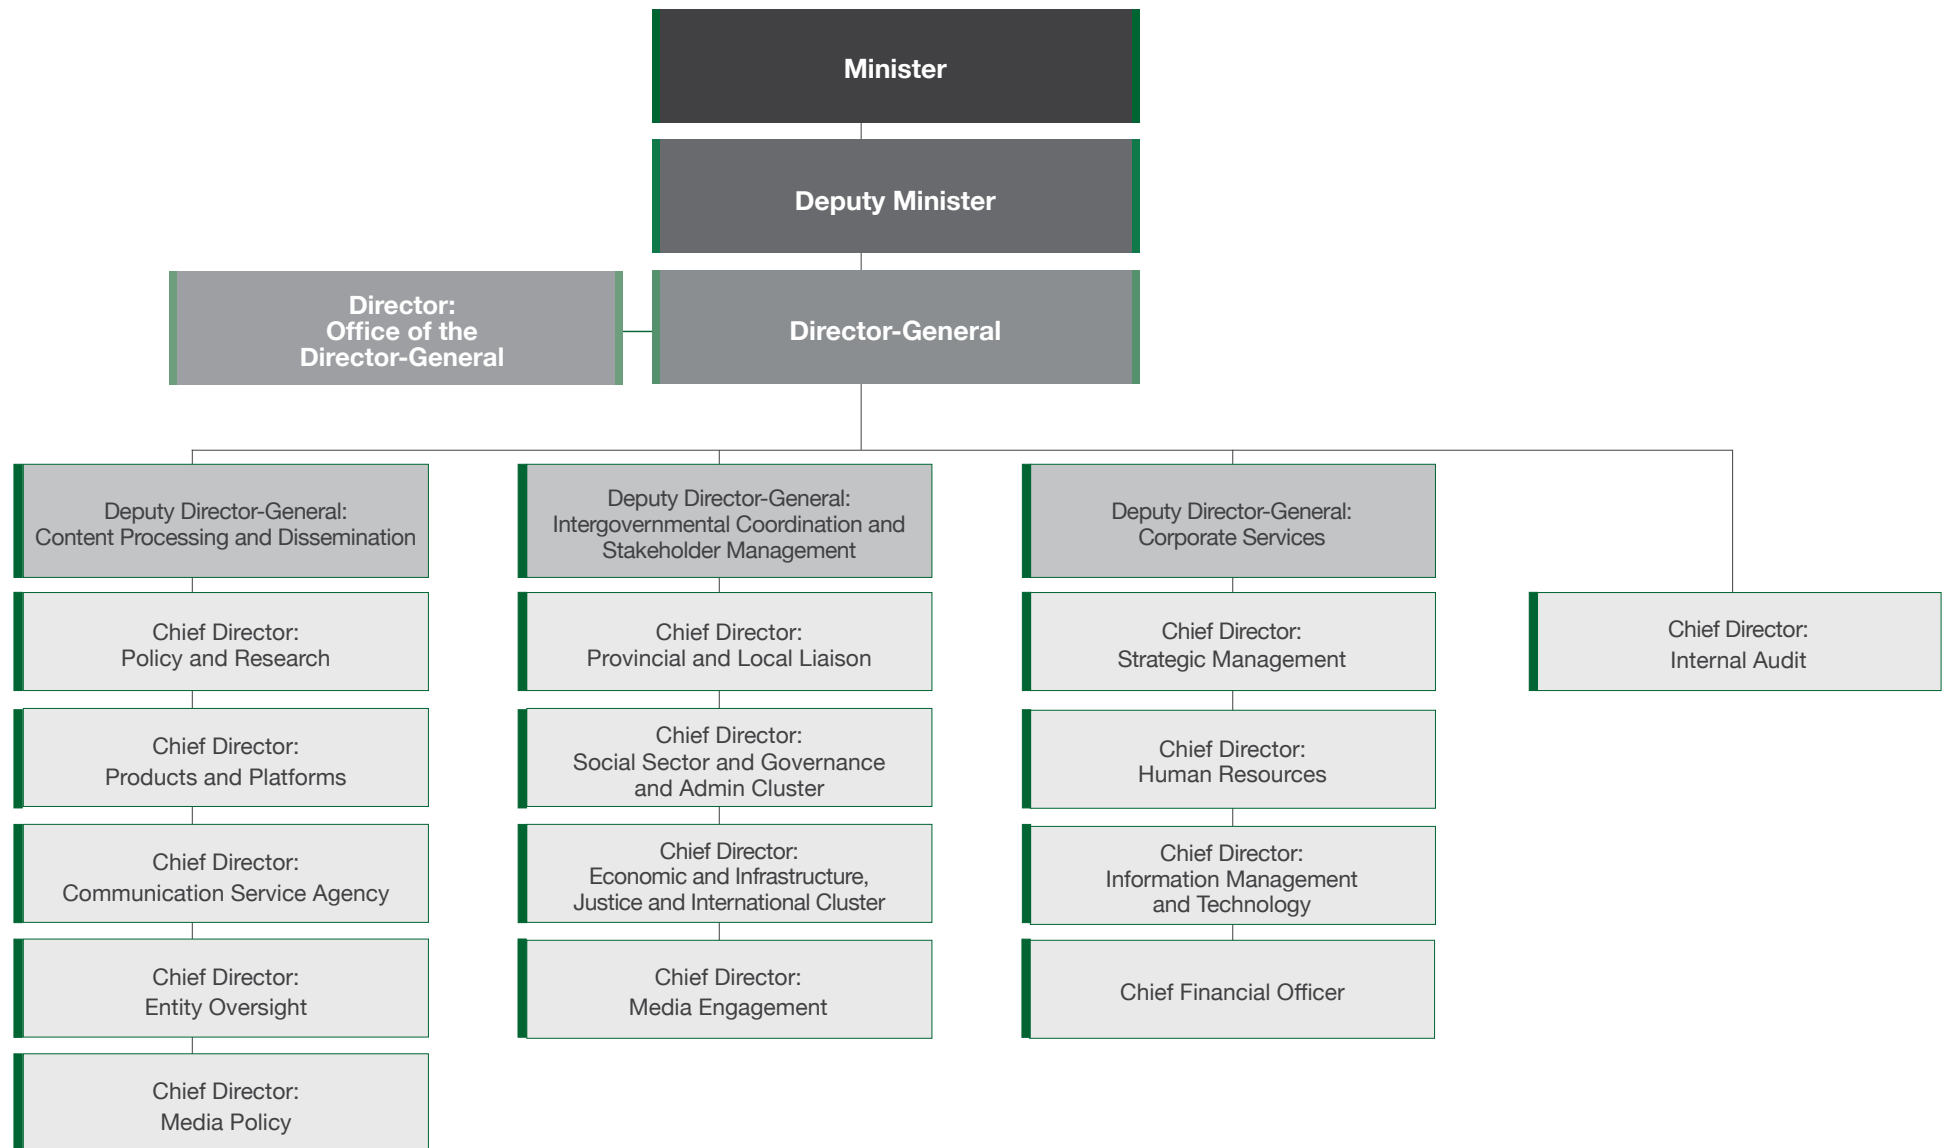 Minister
Deputy Minister
Director:
Office of the
Director-General
Director-General
Deputy Director-General:
Content Processing and Dissemination
Deputy Director-General:
Intergovernmental Coordination and
Stakeholder Management
Deputy Director-General:
Corporate Services
Chief Director:
Policy and Research
Chief Director:
Provincial and Local Liaison
Chief Director:
Strategic Management
Chief Director:
Internal Audit
Chief Director:
Products and Platforms
Chief Director:
Social Sector and Governance
and Admin Cluster
Chief Director:
Human Resources
Chief Director:
Communication Service Agency
Chief Director:
Economic and Infrastructure,
Justice and International Cluster
Chief Director:
Information Management
and Technology
Chief Director:
Entity Oversight
Chief Director:
Media Engagement
Chief Financial Officer
Chief Director:
Media Policy